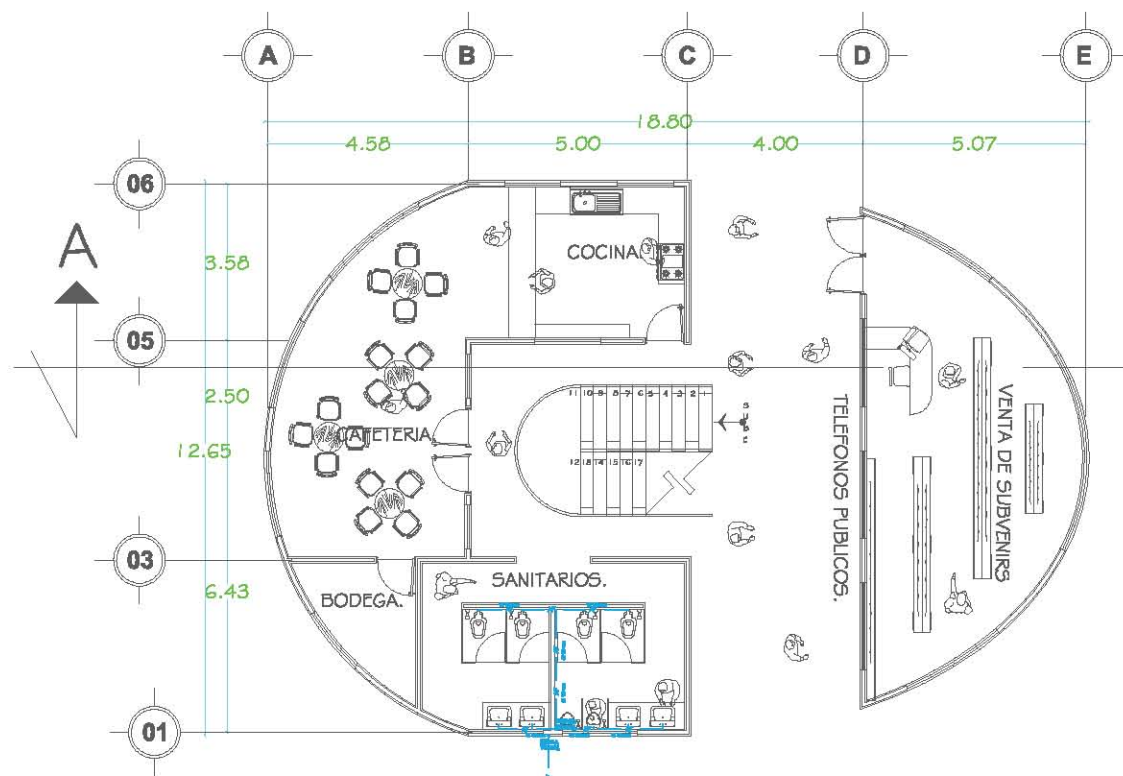 A B C D E
18.80
4.58 5.00 4.00 5.07
06
A
COCINA
3.58
05
2.50
CAFETERIA.
12.65
11 10 9 8 7 6 5 4 3 2 1
SUBE
12 13 14 15 16 17
TELEFONOS PUBLICOS.
VENTA DE SUBVENIRS
03
SANITARIOS.
6.43
BODEGA.
01